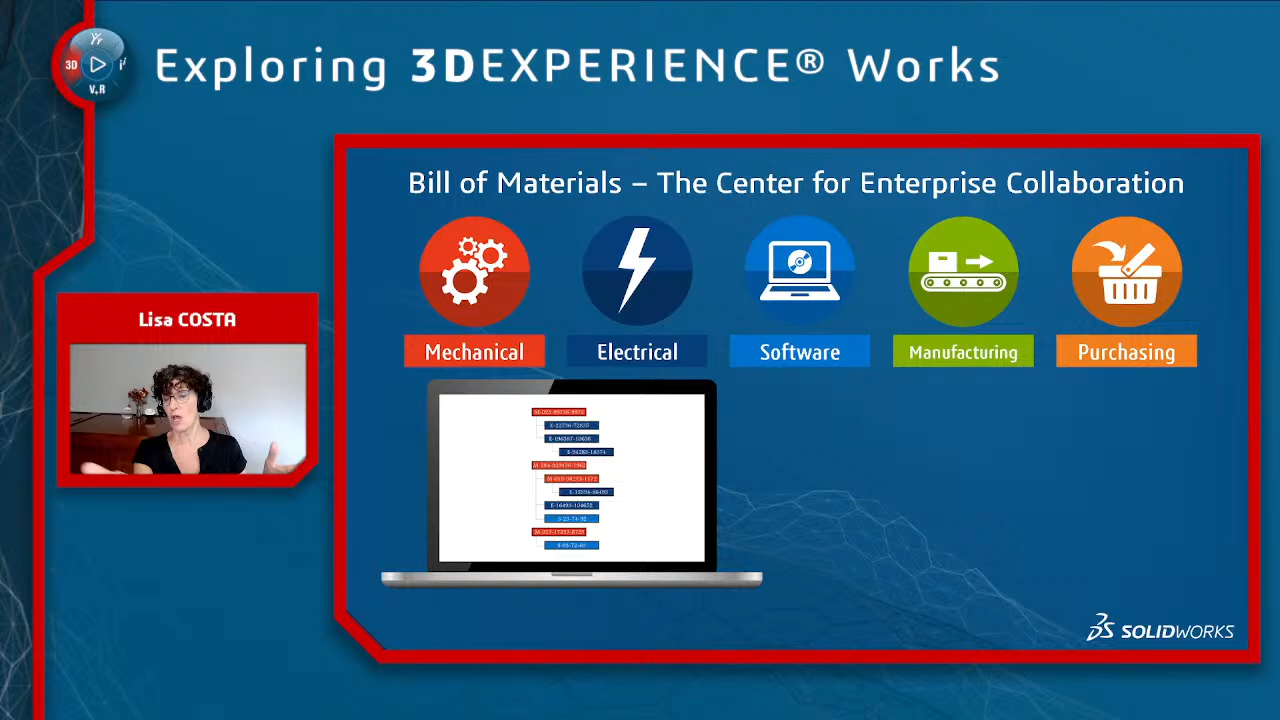 Exploring 3DEXPERIENCE® Works
3D
V,R
Lisa COSTA
Bill of Materials – The Center for Enterprise Collaboration
Mechanical
Electrical
Software
Manufacturing
Purchasing
SOLIDWORKS